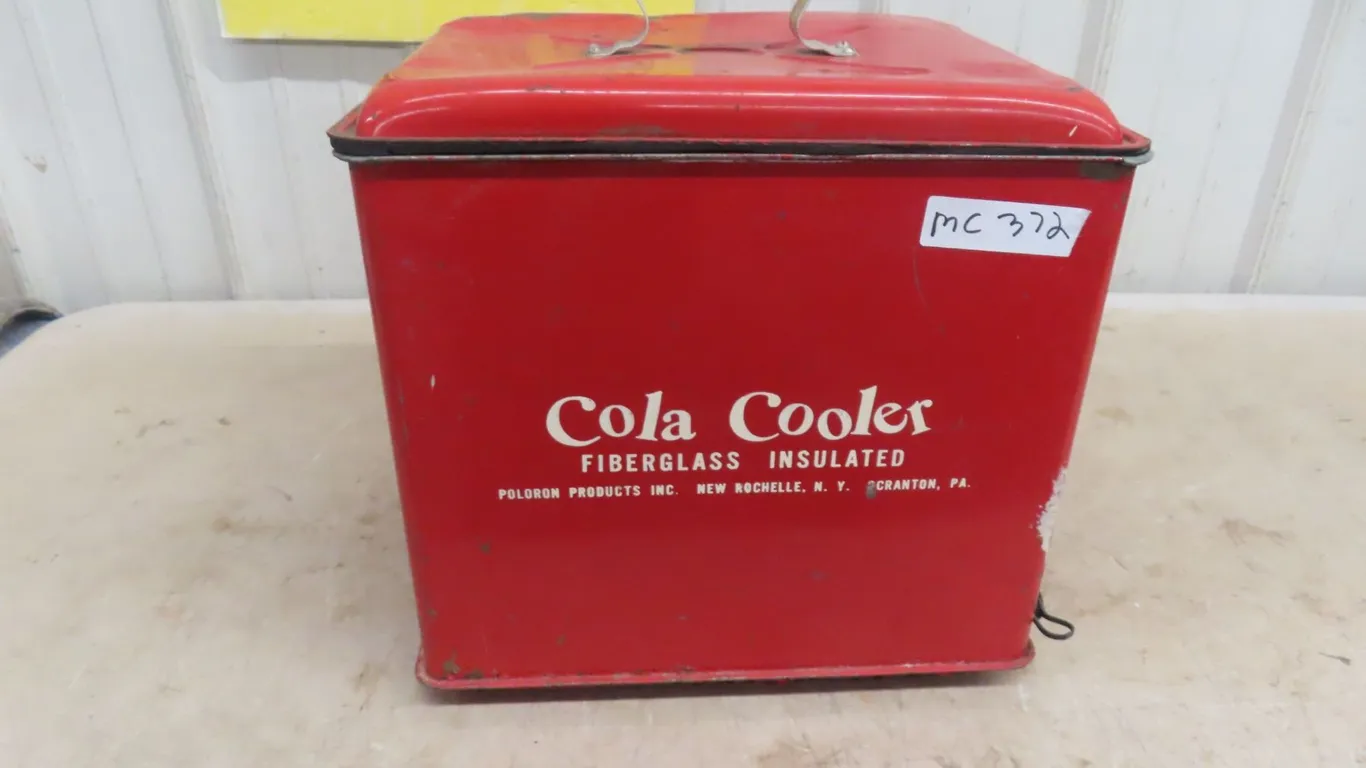 MC 372
Cola Cooler
FIBERGLASS INSULATED
POLORON PRODUCTS INC. NEW ROCHELLE, N. Y. SCRANTON, PA.